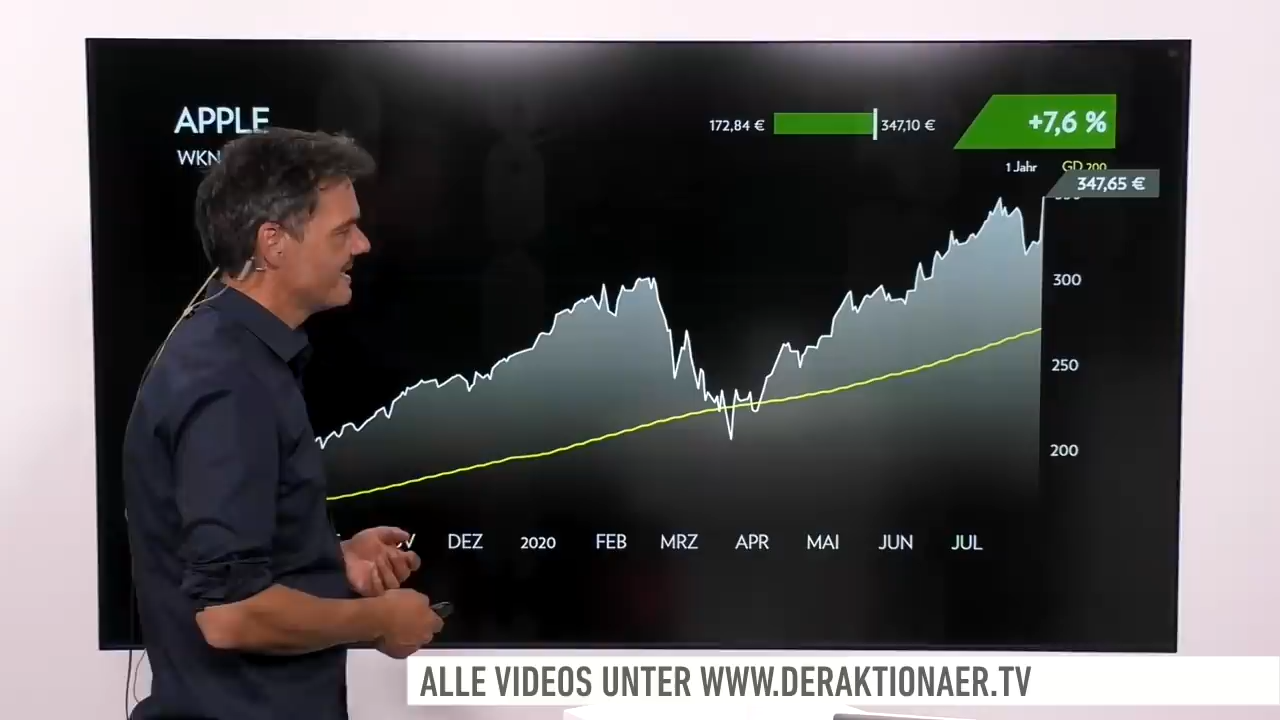 APPLE
WKN
172,84 €
347,10 €
+7,6 %
1 Jahr
GD 200
347,65 €
300
250
200
DEZ
2020
FEB
MRZ
APR
MAI
JUN
JUL
ALLE VIDEOS UNTER WWW.DERAKTIONAER.TV